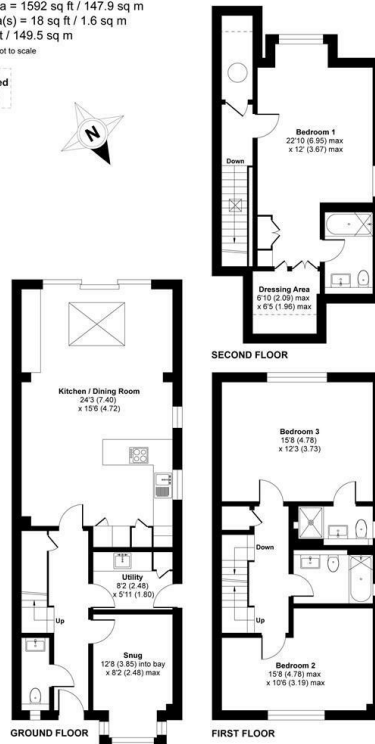 a = 1592 sq ft / 147.9 sq m
a(s) = 18 sq ft / 1.6 sq m
ft / 149.5 sq m
ot to scale
ed
N
Bedroom 1
22'10 (6.95) max
x 12' (3.67) max
Down
Dressing Area
6'10 (2.09) max
x 6'5 (1.96) max
SECOND FLOOR
Kitchen / Dining Room
24'3 (7.40)
x 15'6 (4.72)
Utility
8'2 (2.48)
x 5'11 (1.80)
Up
Snug
12'8 (3.85) into bay
x 8'2 (2.48) max
GROUND FLOOR
Bedroom 3
15'8 (4.78)
x 12'3 (3.73)
Down
Up
Bedroom 2
15'8 (4.78) max
x 10'6 (3.19) max
FIRST FLOOR